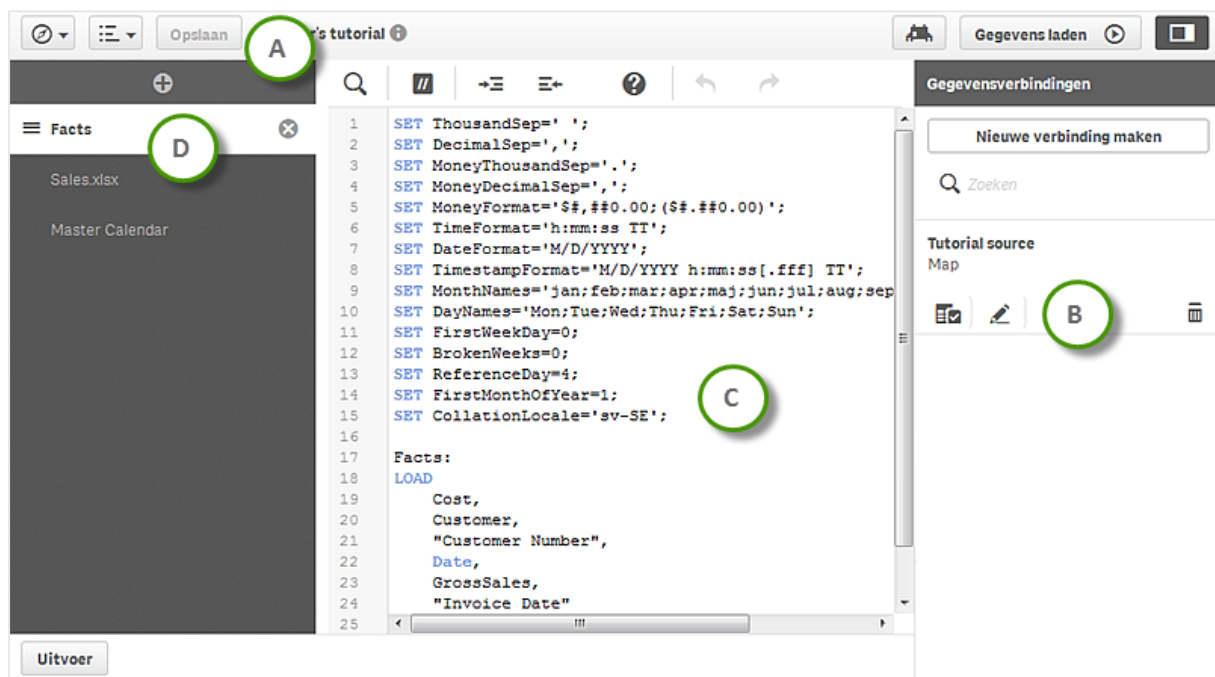 Opslaan
A
's tutorial
Gegevens laden
Gegevensverbindingen
Facts
D
Sales.xlsx
Master Calendar
1 SET ThousandSep=' ';
2 SET DecimalSep=',';
3 SET MoneyThousandSep='.';
4 SET MoneyDecimalSep=',';
5 SET MoneyFormat='$#,##0.00;($#.##0.00)';
6 SET TimeFormat='h:mm:ss TT';
7 SET DateFormat='M/D/YYYY';
8 SET TimestampFormat='M/D/YYYY h:mm:ss[.fff] TT';
9 SET MonthNames='jan;feb;mar;apr;maj;jun;jul;aug;sep
10 SET DayNames='Mon;Tue;Wed;Thu;Fri;Sat;Sun';
11 SET FirstWeekDay=0;
12 SET BrokenWeeks=0;
13 SET ReferenceDay=4;
14 SET FirstMonthOfYear=1;
15 SET CollationLocale='sv-SE';
16
17 Facts:
18 LOAD
19 Cost,
20 Customer,
21 "Customer Number",
22 Date,
23 GrossSales,
24 "Invoice Date"
25
C
Nieuwe verbinding maken
Zoeken
Tutorial source
Map
B
Uitvoer